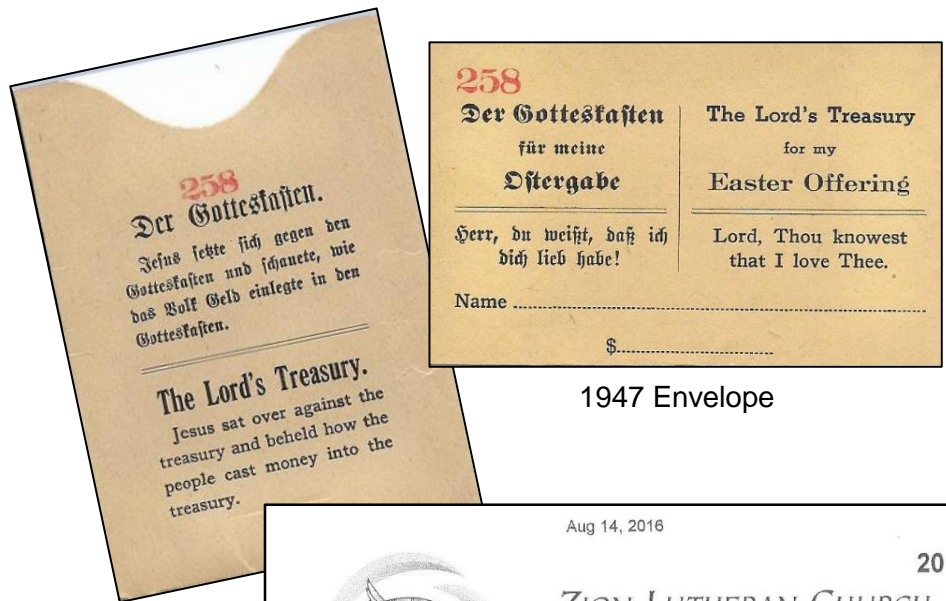 258
Der Gotteskasten.
Jesus setzte sich gegen den
Gotteskasten und schauete, wie
das Volk Geld einlegte in den
Gotteskasten.
The Lord's Treasury.
Jesus sat over against the
treasury and beheld how the
people cast money into the
treasury.
258
Der Gotteskasten
für meine
Ostergabe
Herr, du weißt, daß ich
dich lieb habe!
The Lord's Treasury
for my
Easter Offering
Lord, Thou knowest
that I love Thee.
Name
$
1947 Envelope
Aug 14, 2016
20